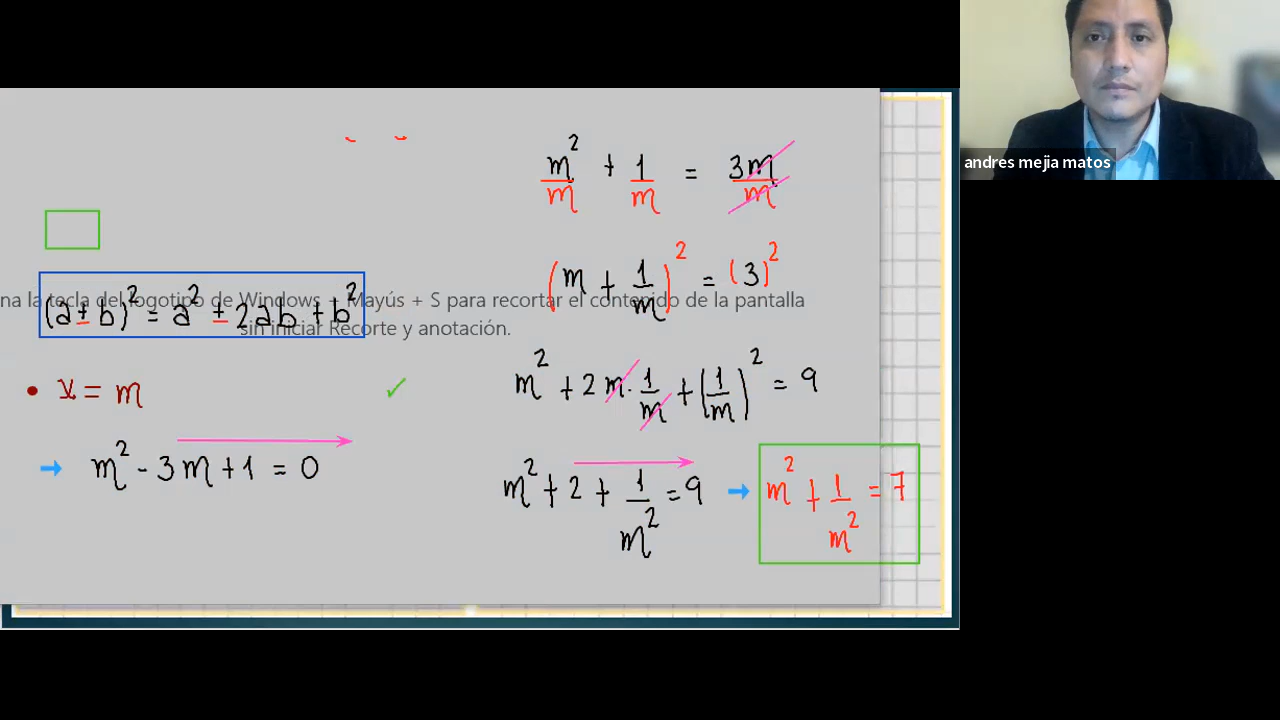 andres mejia matos
m²/m + 1/m = 3m/m
(m + 1/m)² = (3)²
na la tecla del logotipo de Windows + Mayús + S para recortar el contenido de la pantalla
sin iniciar Recorte y anotación.
(a ± b)² = a² ± 2ab + b²
• x = m ✓
m² + 2m · 1/m + (1/m)² = 9
→ m² - 3m + 1 = 0
m² + 2 + 1/m² = 9 → m² + 1/m² = 7